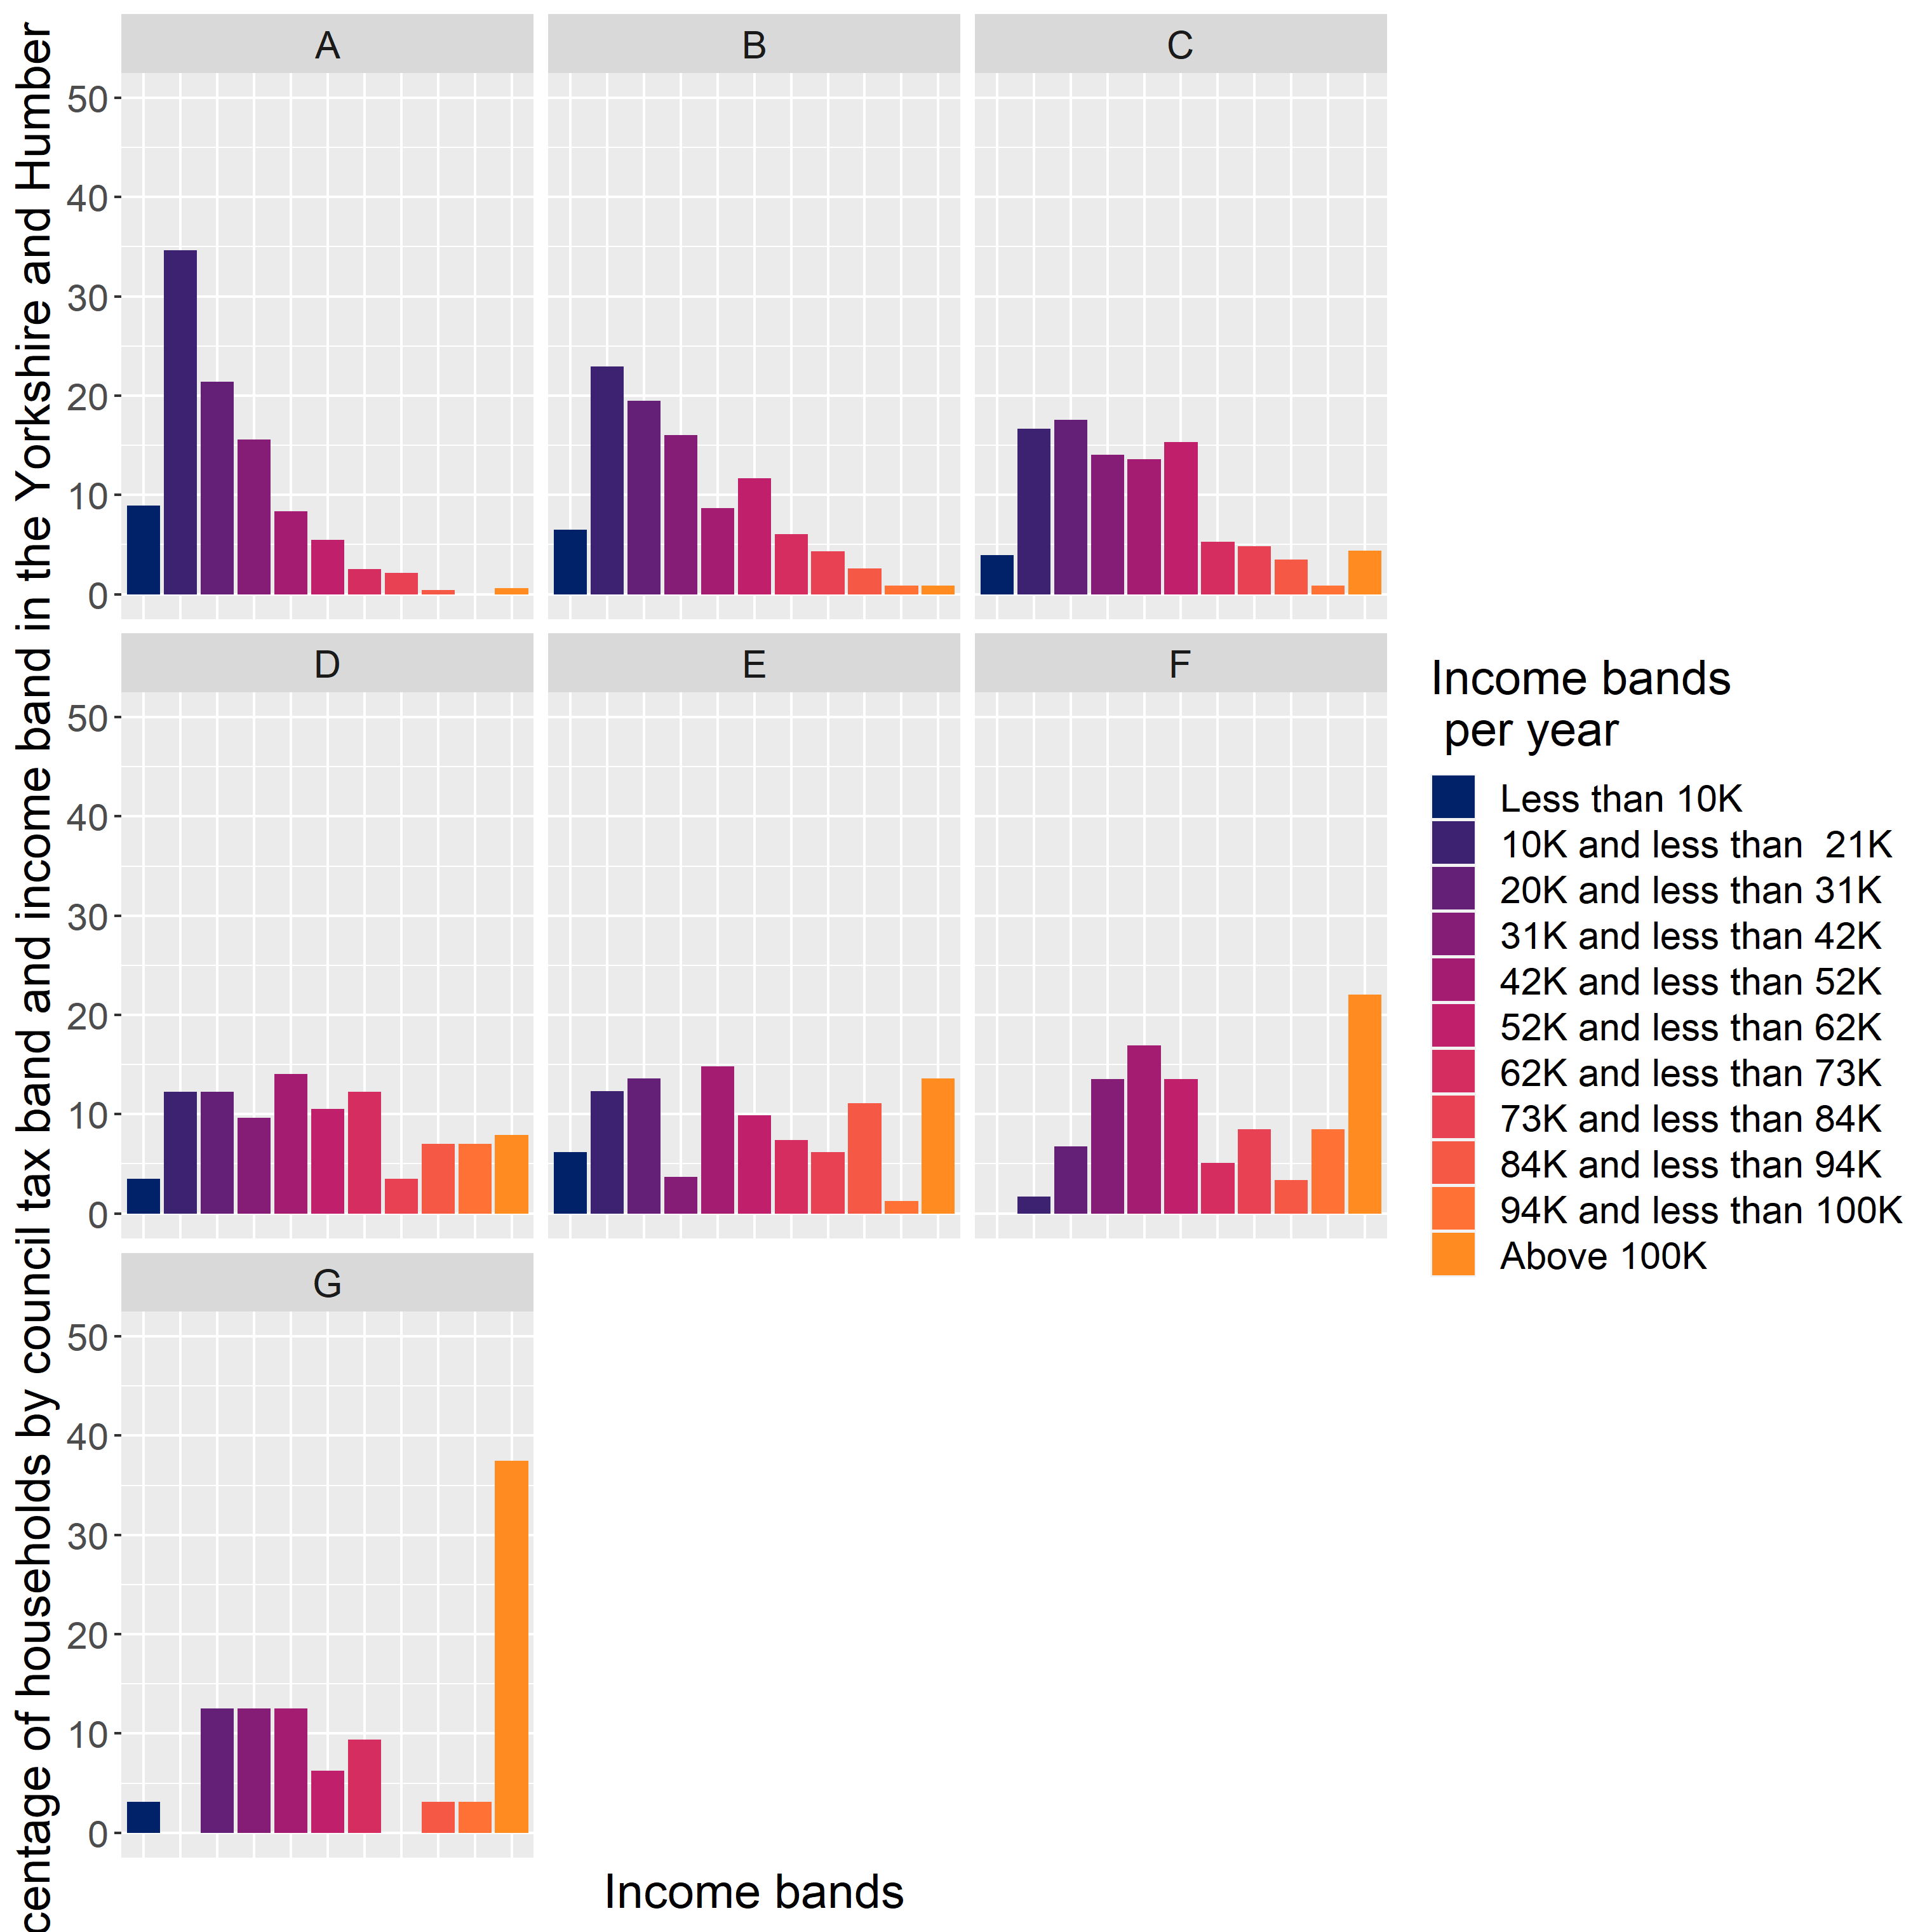 centage of households by council tax band and income band in the Yorkshire and Humber
A
B
C
50
40
30
20
10
0
D
E
F
50
40
30
20
10
0
G
50
40
30
20
10
0
Income bands
Income bands
per year
Less than 10K
10K and less than  21K
20K and less than 31K
31K and less than 42K
42K and less than 52K
52K and less than 62K
62K and less than 73K
73K and less than 84K
84K and less than 94K
94K and less than 100K
Above 100K